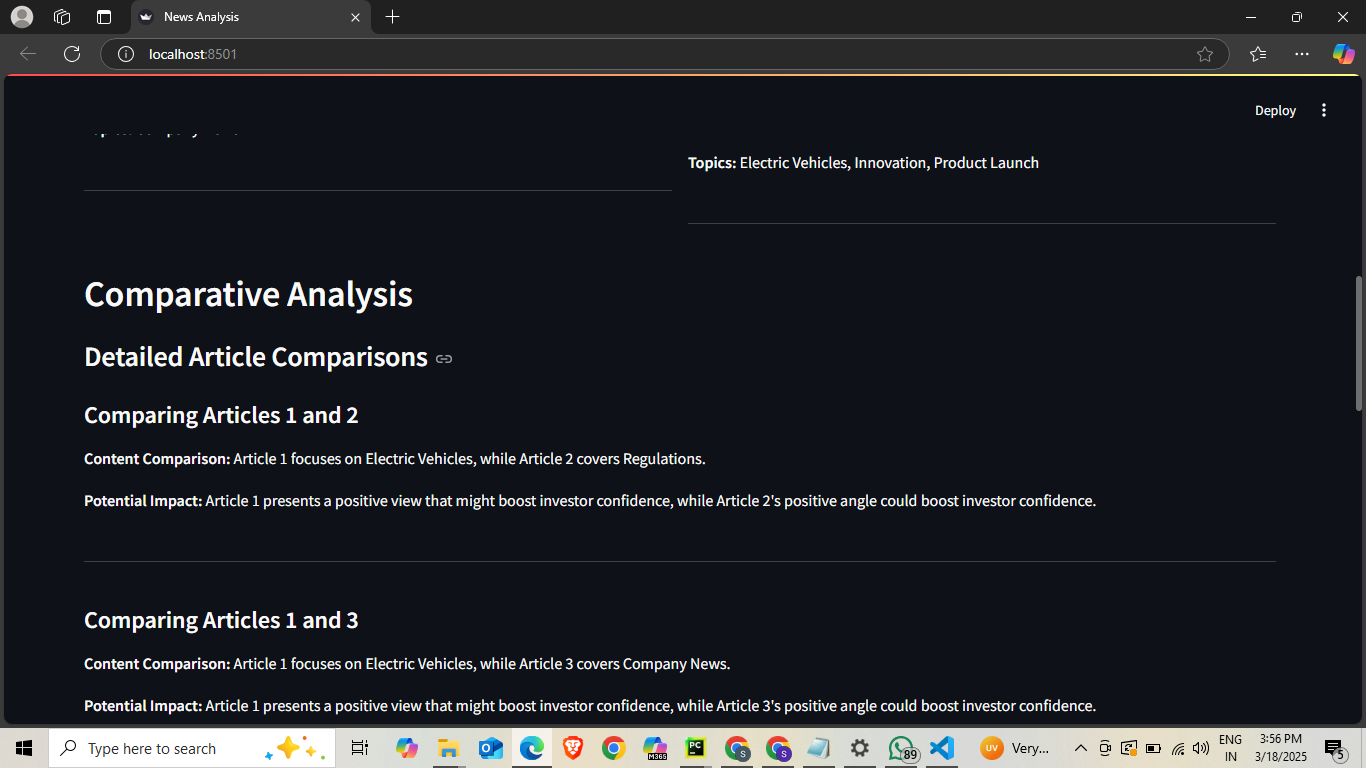 News Analysis
localhost:8501
Deploy
Topics: Electric Vehicles, Innovation, Product Launch
Comparative Analysis
Detailed Article Comparisons
Comparing Articles 1 and 2
Content Comparison: Article 1 focuses on Electric Vehicles, while Article 2 covers Regulations.
Potential Impact: Article 1 presents a positive view that might boost investor confidence, while Article 2's positive angle could boost investor confidence.
Comparing Articles 1 and 3
Content Comparison: Article 1 focuses on Electric Vehicles, while Article 3 covers Company News.
Potential Impact: Article 1 presents a positive view that might boost investor confidence, while Article 3's positive angle could boost investor confidence.
Type here to search
M365
PC
S
S
89
UV
Very...
ENG
IN
3:56 PM
3/18/2025
5